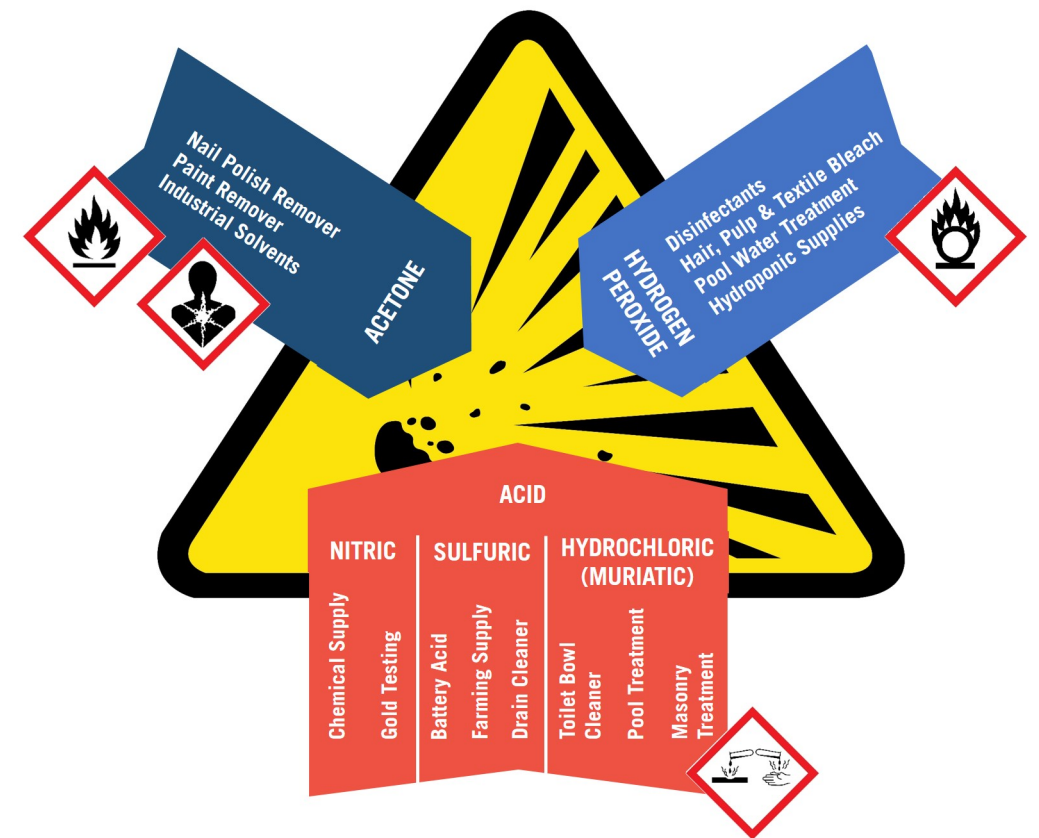 Nail Polish Remover
Paint Remover
Industrial Solvents
ACETONE
Disinfectants
Hair, Pulp & Textile Bleach
Pool Water Treatment
Hydroponic Supplies
HYDROGEN
PEROXIDE
ACID
NITRIC
Chemical Supply
Gold Testing
SULFURIC
Battery Acid
Farming Supply
Drain Cleaner
HYDROCHLORIC
(MURIATIC)
Toilet Bowl
Cleaner
Pool Treatment
Masonry
Treatment